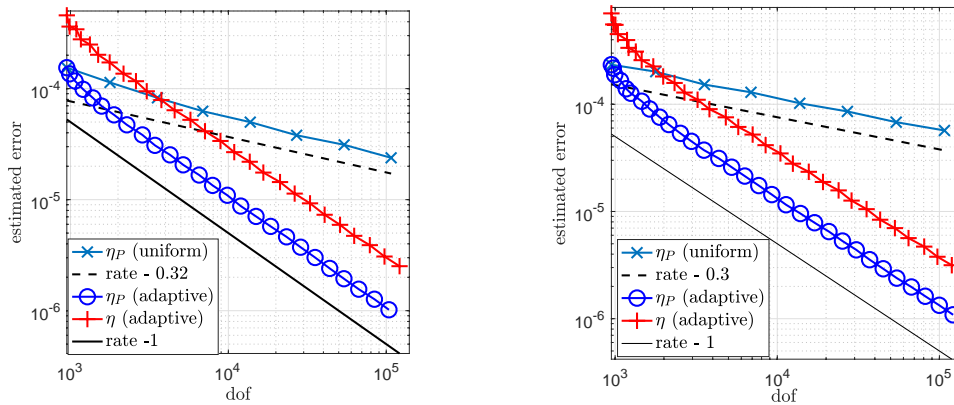 estimated error
10^-4
10^-5
10^-6
η_P (uniform)
rate - 0.32
η_P (adaptive)
η (adaptive)
rate -1
10^3
10^4
10^5
dof
estimated error
10^-4
10^-5
10^-6
η_P (uniform)
rate - 0.3
η_P (adaptive)
η (adaptive)
rate - 1
10^3
10^4
10^5
dof